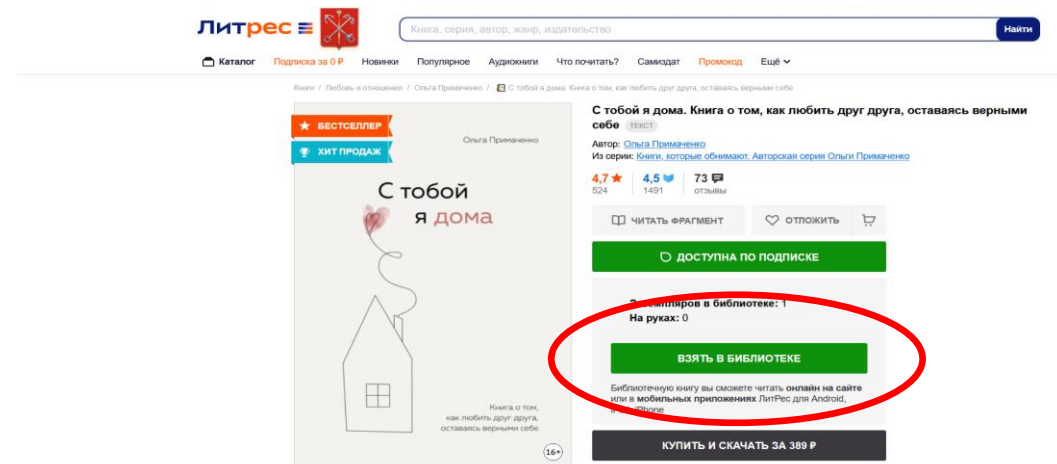 Литрес
Книга, серия, автор, жанр, издательство
Найти
Каталог Подписка за 0 ₽ Новинки Популярное Аудиокниги Что почитать? Самиздат Промокод Ещё
Книги / Любовь и отношения / Ольга Примаченко / С тобой я дома. Книга о том, как любить друг друга, оставаясь верными себе
БЕСТСЕЛЛЕР
ХИТ ПРОДАЖ
Ольга Примаченко
С тобой
я дома
Книга о том,
как любить друг друга,
оставаясь верными себе
16+
С тобой я дома. Книга о том, как любить друг друга, оставаясь верными
себе ТЕКСТ
Автор: Ольга Примаченко
Из серии: Книги, которые обнимают. Авторская серия Ольги Примаченко
4,7 4,5 73
524 1491 отзывы
ЧИТАТЬ ФРАГМЕНТ ОТЛОЖИТЬ
ДОСТУПНА ПО ПОДПИСКЕ
в библиотеке: 1
На руках: 0
ВЗЯТЬ В БИБЛИОТЕКЕ
Библиотечную книгу вы сможете читать онлайн на сайте
или в мобильных приложениях ЛитРес для Android,
iPhone
КУПИТЬ И СКАЧАТЬ ЗА 389 ₽